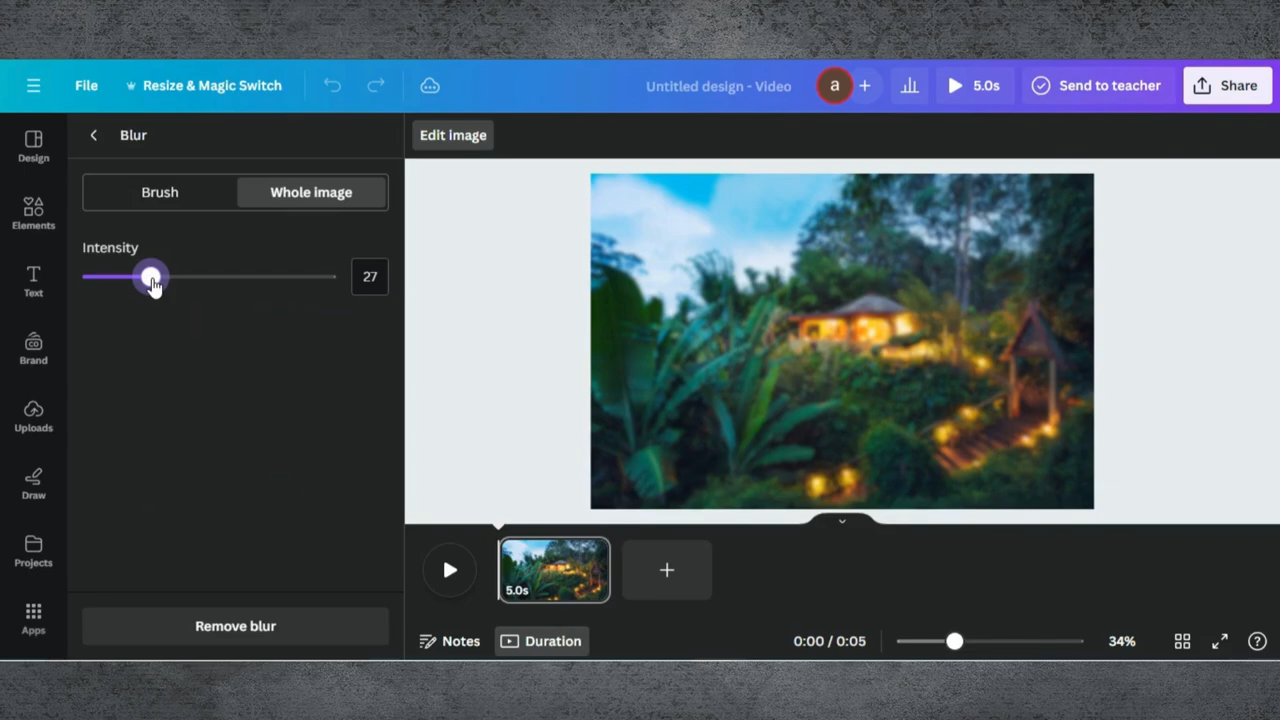 File
Resize & Magic Switch
Untitled design - Video
a
+
5.0s
Send to teacher
Share
Design
Elements
Text
Brand
Uploads
Draw
Projects
Apps
Blur
Brush
Whole image
Intensity
27
Remove blur
Edit image
5.0s
+
Notes
Duration
0:00 / 0:05
34%
?